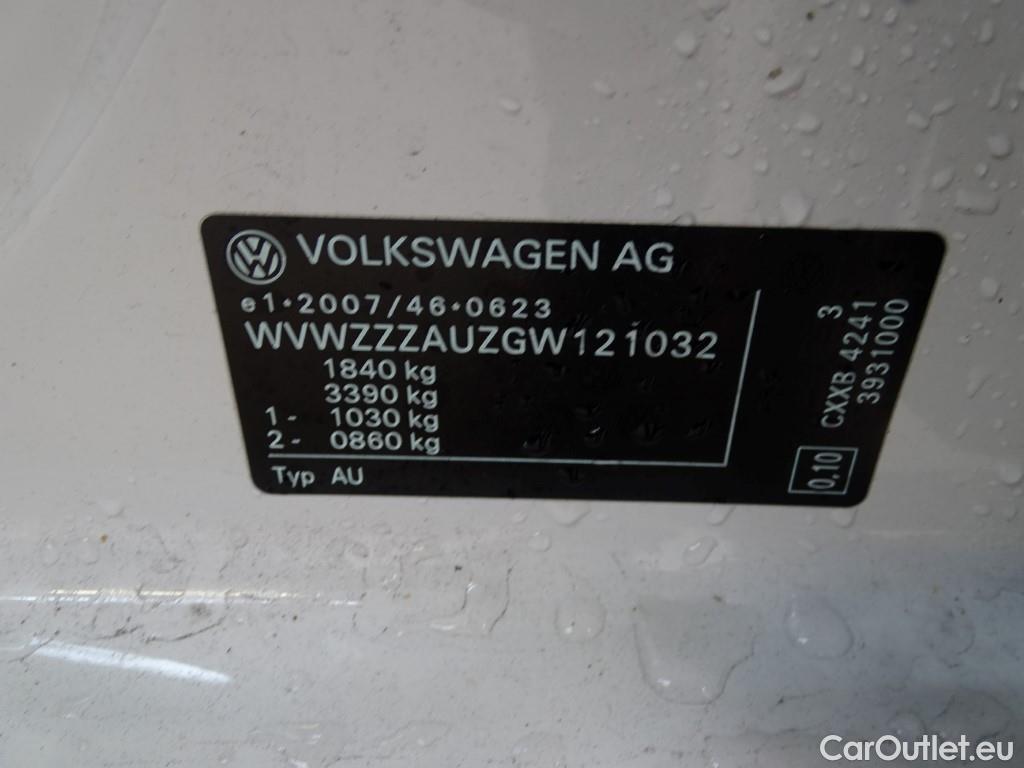 VOLKSWAGEN AG
e1*2007/46*0623
WVWZZZAUZGW121032
1840 kg
3390 kg
1- 1030 kg
2- 0860 kg
Typ AU
3
CXXB 4241
3931000
0,10
CarOutlet.eu